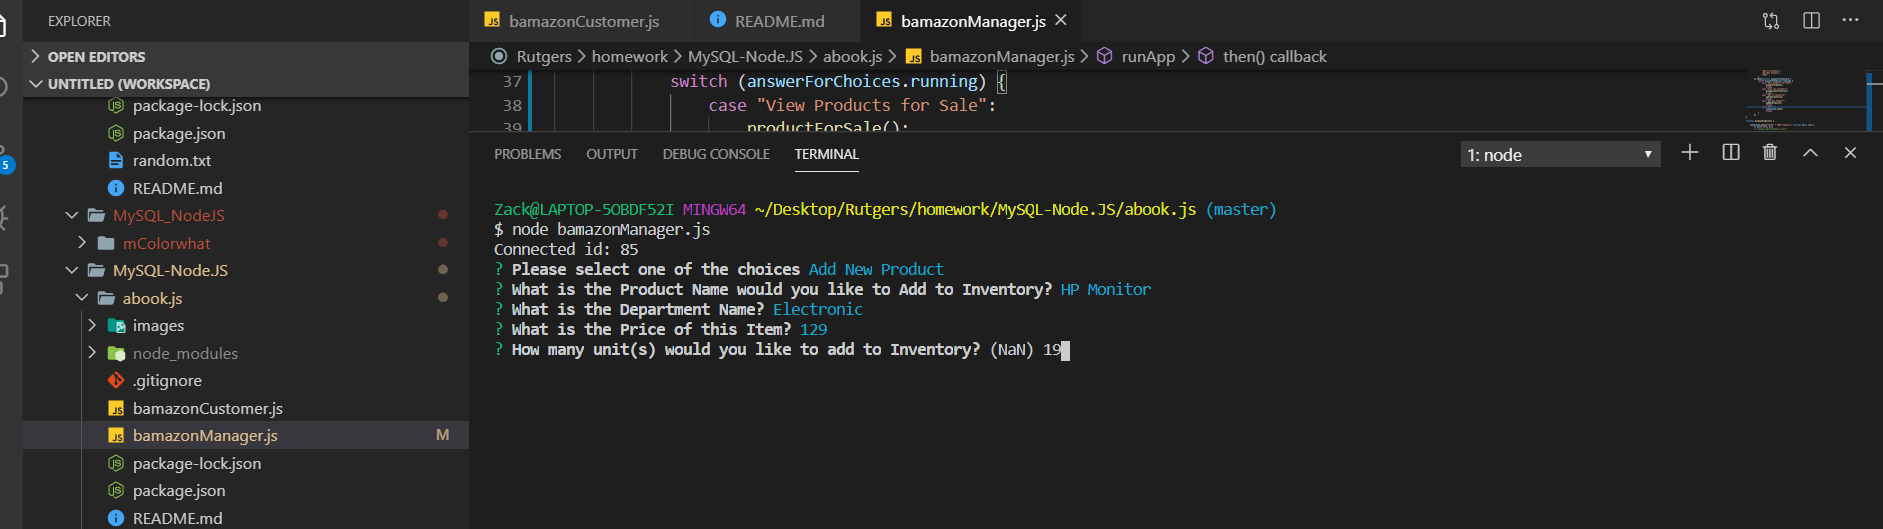 EXPLORER
OPEN EDITORS
UNTITLED (WORKSPACE)
package-lock.json
package.json
random.txt
README.md
MySQL_NodeJS
mColorwhat
MySQL-Node.JS
abook.js
images
node_modules
.gitignore
bamazonCustomer.js
bamazonManager.js M
package-lock.json
package.json
README.md
5
JS bamazonCustomer.js README.md JS bamazonManager.js
Rutgers > homework > MySQL-NodeJS > abook.js > JS bamazonManager.js > runApp > then() callback
37 switch (answerForChoices.running) {
38 case "View Products for Sale":
39 productForSale();
PROBLEMS OUTPUT DEBUG CONSOLE TERMINAL 1: node
Zack@LAPTOP-5OBDF52I MINGW64 ~/Desktop/Rutgers/homework/MySQL-Node.JS/abook.js (master)
$ node bamazonManager.js
Connected id: 85
? Please select one of the choices Add New Product
? What is the Product Name would you like to Add to Inventory? HP Monitor
? What is the Department Name? Electronic
? What is the Price of this Item? 129
? How many unit(s) would you like to add to Inventory? (NaN) 19